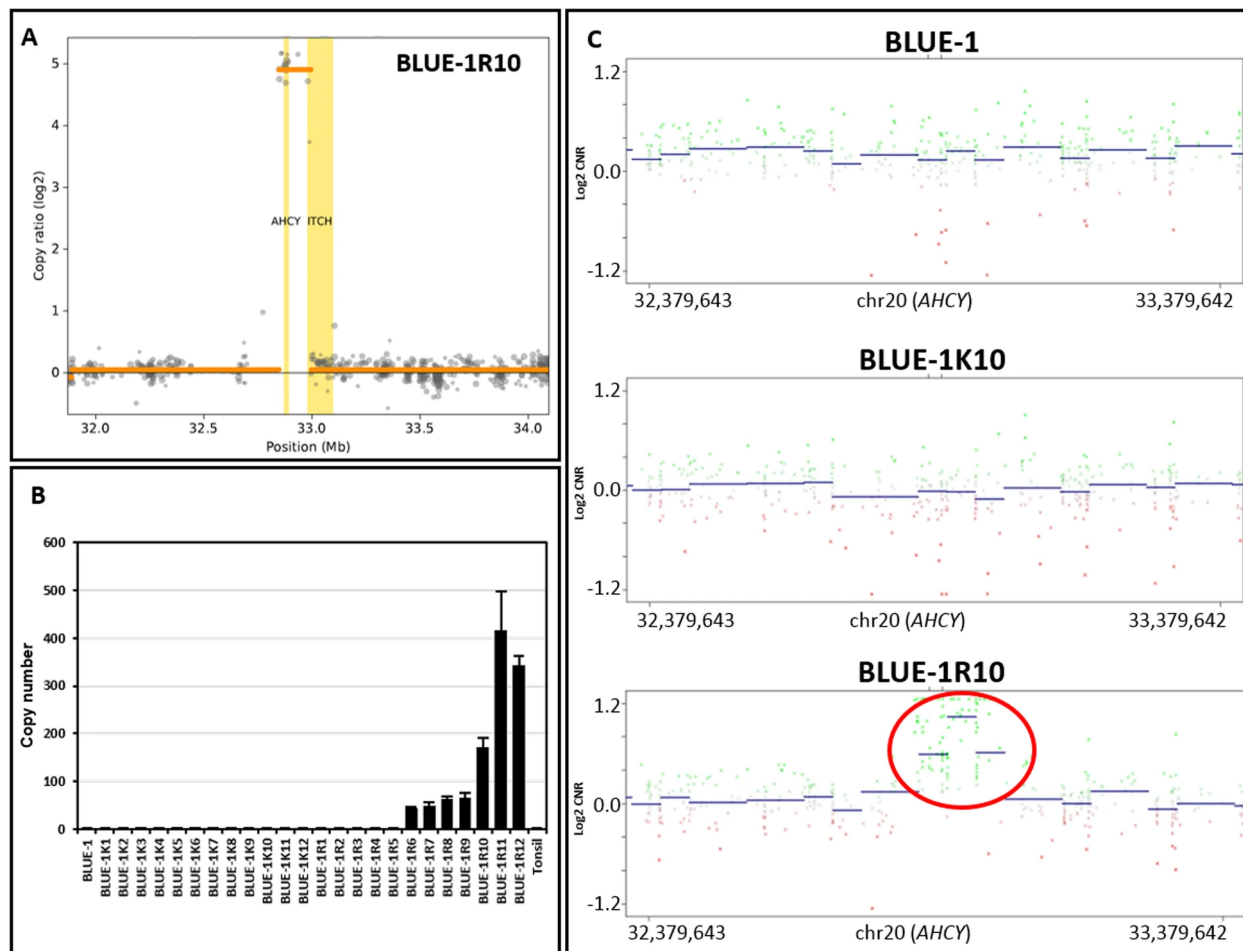 A
BLUE-1R10
Copy ratio (log2)
5
4
3
2
1
0
AHCY
ITCH
32.0 32.5 33.0 33.5 34.0
Position (Mb)
B
Copy number
600
500
400
300
200
100
0
BLUE-1
BLUE-1K1
BLUE-1K2
BLUE-1K3
BLUE-1K4
BLUE-1K5
BLUE-1K6
BLUE-1K7
BLUE-1K8
BLUE-1K9
BLUE-1K10
BLUE-1K11
BLUE-1K12
BLUE-1R1
BLUE-1R2
BLUE-1R3
BLUE-1R4
BLUE-1R5
BLUE-1R6
BLUE-1R7
BLUE-1R8
BLUE-1R9
BLUE-1R10
BLUE-1R11
BLUE-1R12
Tonsil
C
BLUE-1
Log2 CNR
1.2
0.0
-1.2
32,379,643 chr20 (AHCY) 33,379,642
BLUE-1K10
Log2 CNR
1.2
0.0
-1.2
32,379,643 chr20 (AHCY) 33,379,642
BLUE-1R10
Log2 CNR
1.2
0.0
-1.2
32,379,643 chr20 (AHCY) 33,379,642